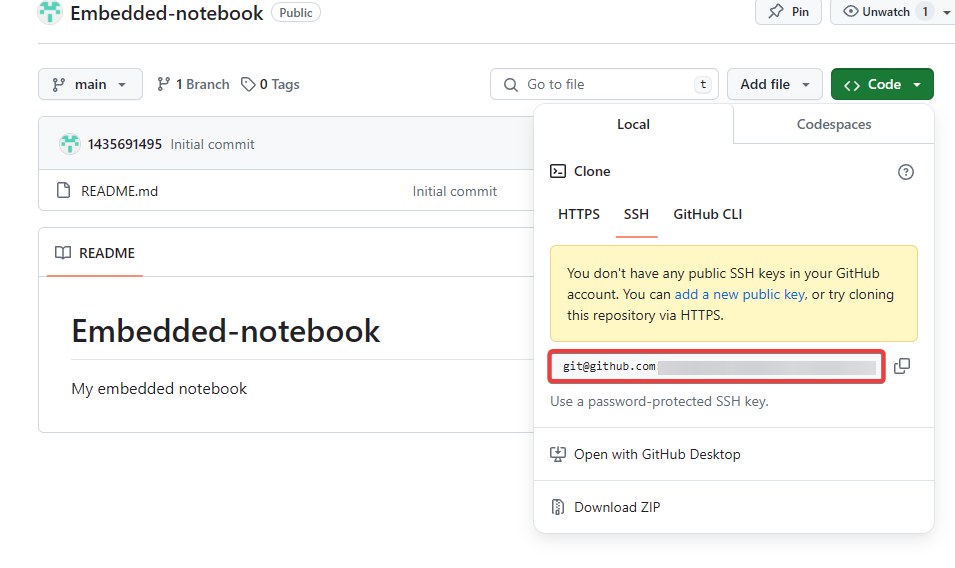 Embedded-notebook Public Pin Unwatch 1
main 1 Branch 0 Tags Go to file t Add file Code
1435691495 Initial commit
README.md Initial commit
README
Embedded-notebook
My embedded notebook
Local Codespaces
Clone
HTTPS SSH GitHub CLI
You don't have any public SSH keys in your GitHub
account. You can add a new public key, or try cloning
this repository via HTTPS.
git@github.com
Use a password-protected SSH key.
Open with GitHub Desktop
Download ZIP